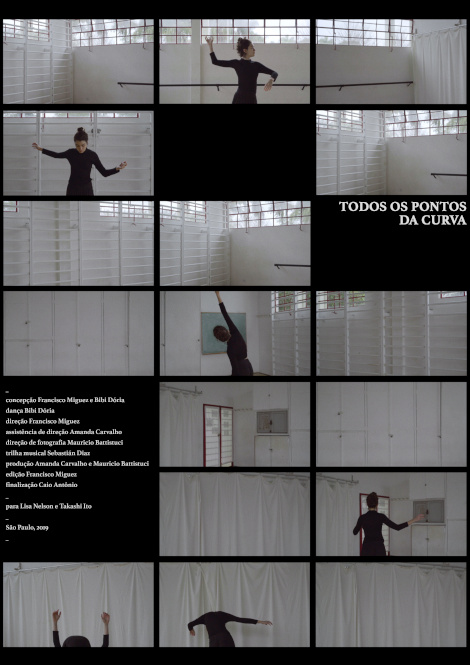 TODOS OS PONTOS
DA CURVA
–
concepção Francisco Miguez e Bibi Dória
dança Bibi Dória
direção Francisco Miguez
assistência de direção Amanda Carvalho
direção de fotografia Mauricio Battistuci
trilha musical Sebastián Diaz
produção Amanda Carvalho e Mauricio Battistuci
edição Francisco Miguez
finalização Caio Antônio
–
para Lisa Nelson e Takashi Ito
–
São Paulo, 2019
–